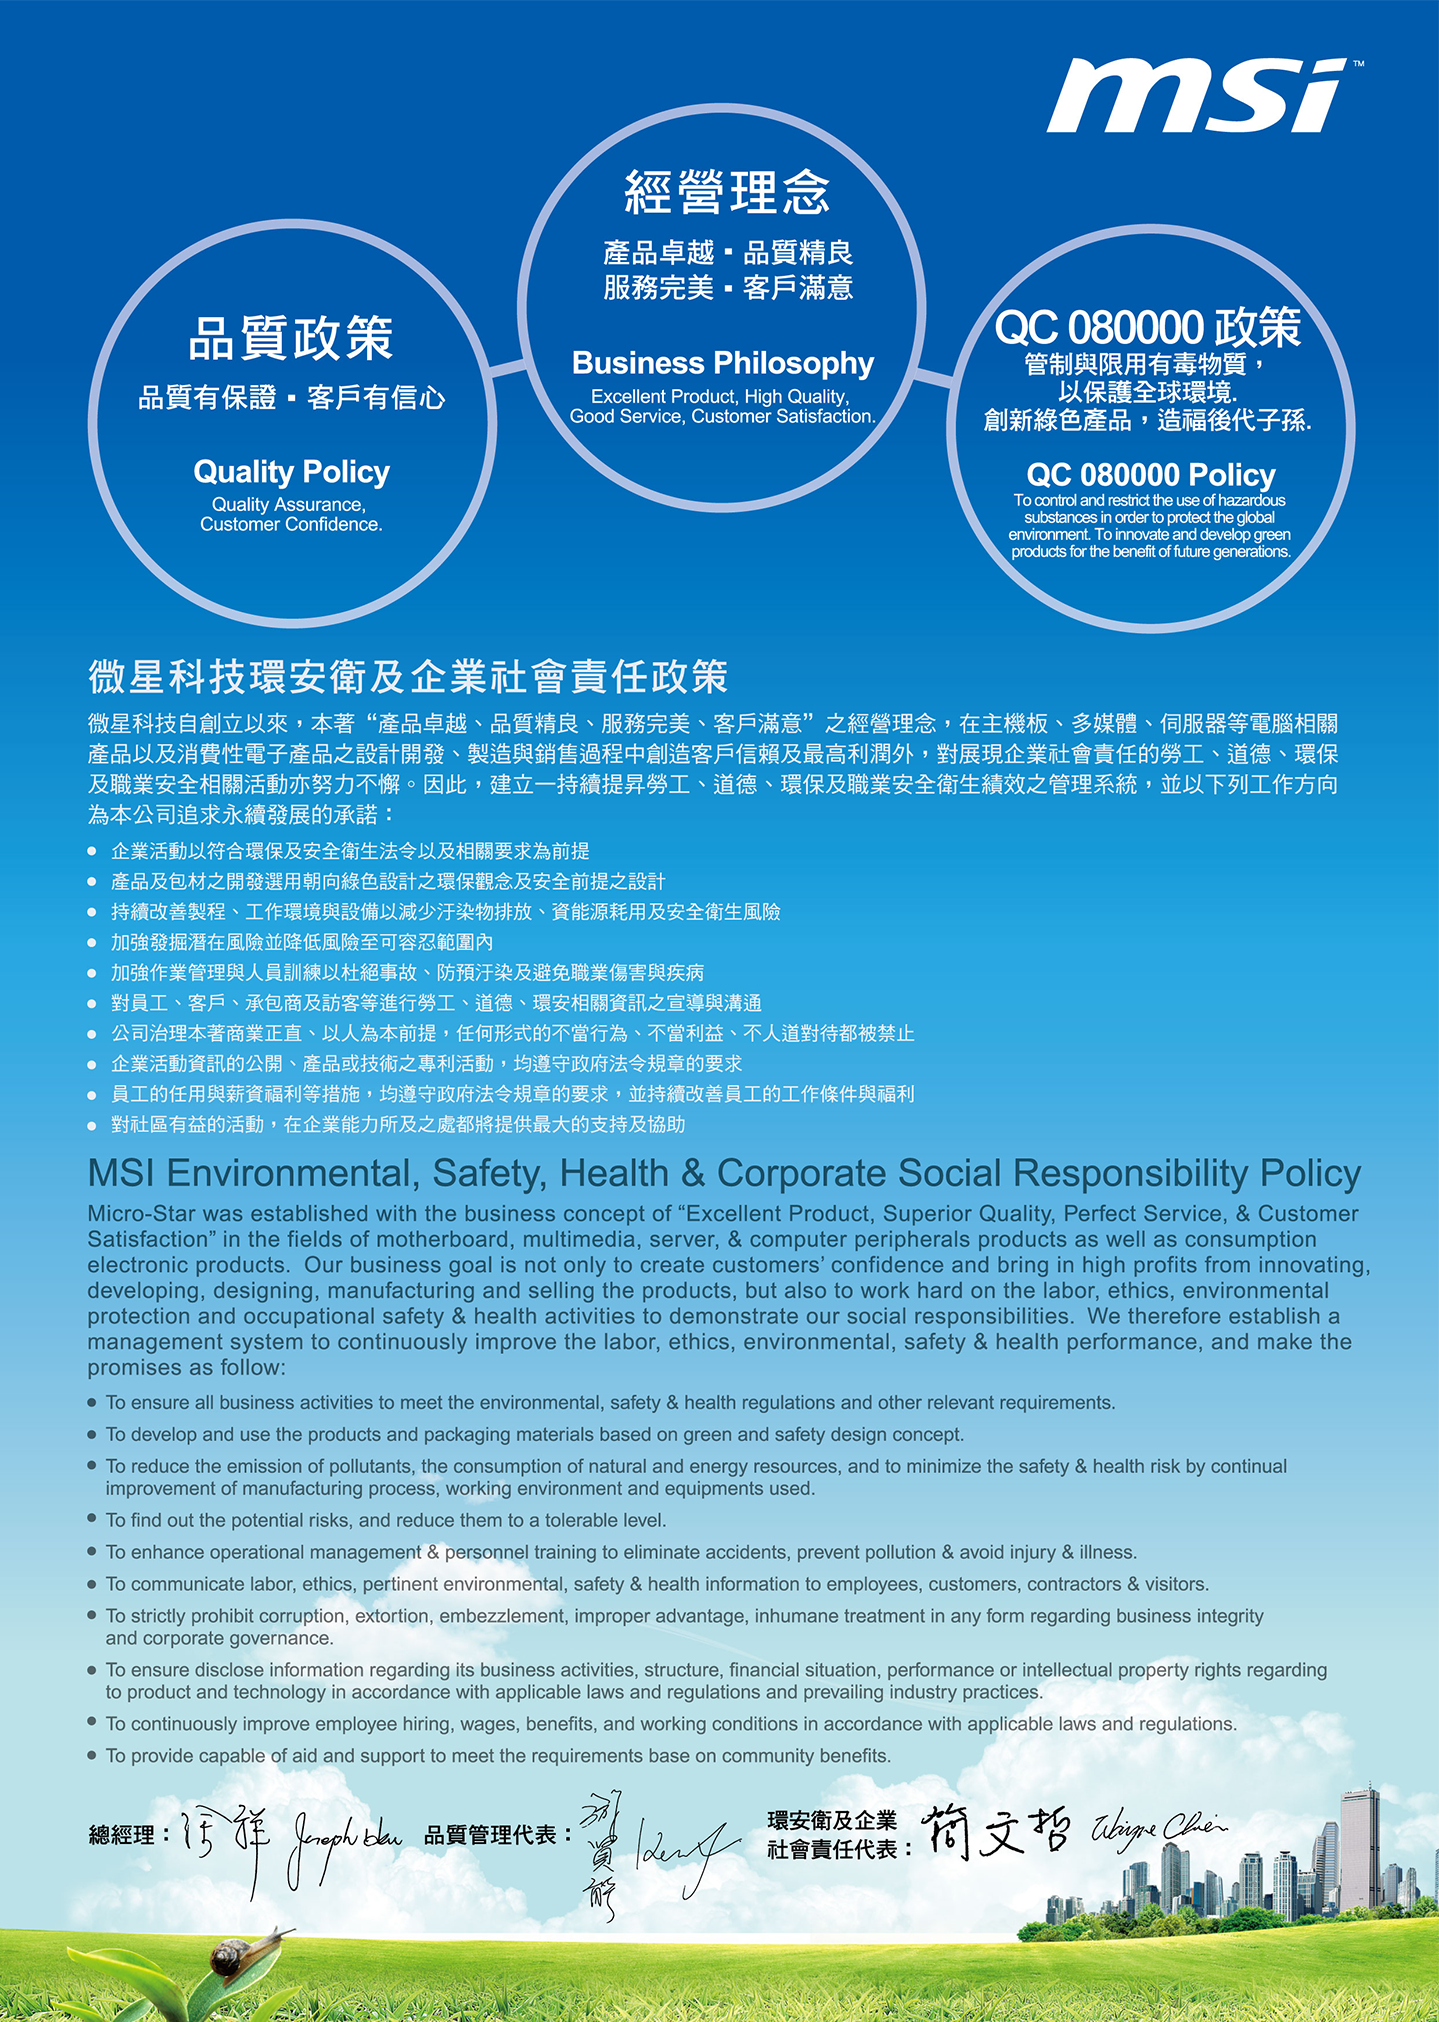 msi™
經營理念
產品卓越▪品質精良
服務完美▪客戶滿意
Business Philosophy
Excellent Product, High Quality,
Good Service, Customer Satisfaction.
品質政策
品質有保證▪客戶有信心
Quality Policy
Quality Assurance,
Customer Confidence.
QC 080000 政策
管制與限用有毒物質，
以保護全球環境.
創新綠色產品，造福後代子孫.
QC 080000 Policy
To control and restrict the use of hazardous
substances in order to protect the global
environment. To innovate and develop green
products for the benefit of future generations.
微星科技環安衛及企業社會責任政策
微星科技自創立以來，本著“產品卓越、品質精良、服務完美、客戶滿意”之經營理念，在主機板、多媒體、伺服器等電腦相關
產品以及消費性電子產品之設計開發、製造與銷售過程中創造客戶信賴及最高利潤外，對展現企業社會責任的勞工、道德、環保
及職業安全相關活動亦努力不懈。因此，建立一持續提昇勞工、道德、環保及職業安全衛生績效之管理系統，並以下列工作方向
為本公司追求永續發展的承諾：
● 企業活動以符合環保及安全衛生法令以及相關要求為前提
● 產品及包材之開發選用朝向綠色設計之環保觀念及安全前提之設計
● 持續改善製程、工作環境與設備以減少汙染物排放、資能源耗用及安全衛生風險
● 加強發掘潛在風險並降低風險至可容忍範圍內
● 加強作業管理與人員訓練以杜絕事故、防預汙染及避免職業傷害與疾病
● 對員工、客戶、承包商及訪客等進行勞工、道德、環安相關資訊之宣導與溝通
● 公司治理本著商業正直、以人為本前提，任何形式的不當行為、不當利益、不人道對待都被禁止
● 企業活動資訊的公開、產品或技術之專利活動，均遵守政府法令規章的要求
● 員工的任用與薪資福利等措施，均遵守政府法令規章的要求，並持續改善員工的工作條件與福利
● 對社區有益的活動，在企業能力所及之處都將提供最大的支持及協助
MSI Environmental, Safety, Health & Corporate Social Responsibility Policy
Micro-Star was established with the business concept of “Excellent Product, Superior Quality, Perfect Service, & Customer
Satisfaction” in the fields of motherboard, multimedia, server, & computer peripherals products as well as consumption
electronic products. Our business goal is not only to create customers’ confidence and bring in high profits from innovating,
developing, designing, manufacturing and selling the products, but also to work hard on the labor, ethics, environmental
protection and occupational safety & health activities to demonstrate our social responsibilities. We therefore establish a
management system to continuously improve the labor, ethics, environmental, safety & health performance, and make the
promises as follow:
● To ensure all business activities to meet the environmental, safety & health regulations and other relevant requirements.
● To develop and use the products and packaging materials based on green and safety design concept.
● To reduce the emission of pollutants, the consumption of natural and energy resources, and to minimize the safety & health risk by continual
improvement of manufacturing process, working environment and equipments used.
● To find out the potential risks, and reduce them to a tolerable level.
● To enhance operational management & personnel training to eliminate accidents, prevent pollution & avoid injury & illness.
● To communicate labor, ethics, pertinent environmental, safety & health information to employees, customers, contractors & visitors.
● To strictly prohibit corruption, extortion, embezzlement, improper advantage, inhumane treatment in any form regarding business integrity
and corporate governance.
● To ensure disclose information regarding its business activities, structure, financial situation, performance or intellectual property rights regarding
to product and technology in accordance with applicable laws and regulations and prevailing industry practices.
● To continuously improve employee hiring, wages, benefits, and working conditions in accordance with applicable laws and regulations.
● To provide capable of aid and support to meet the requirements base on community benefits.
總經理： Joseph 品質管理代表：
環安衛及企業
社會責任代表： 簡文哲 Wayne Chien